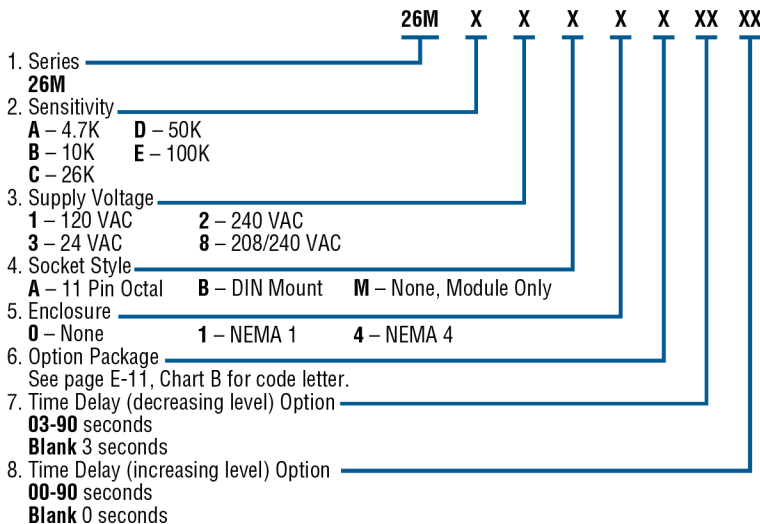 26M X X X X X XX XX
1. Series
26M
2. Sensitivity
A – 4.7K D – 50K
B – 10K E – 100K
C – 26K
3. Supply Voltage
1 – 120 VAC 2 – 240 VAC
3 – 24 VAC 8 – 208/240 VAC
4. Socket Style
A – 11 Pin Octal B – DIN Mount M – None, Module Only
5. Enclosure
0 – None 1 – NEMA 1 4 – NEMA 4
6. Option Package
See page E-11, Chart B for code letter.
7. Time Delay (decreasing level) Option
03-90 seconds
Blank 3 seconds
8. Time Delay (increasing level) Option
00-90 seconds
Blank 0 seconds